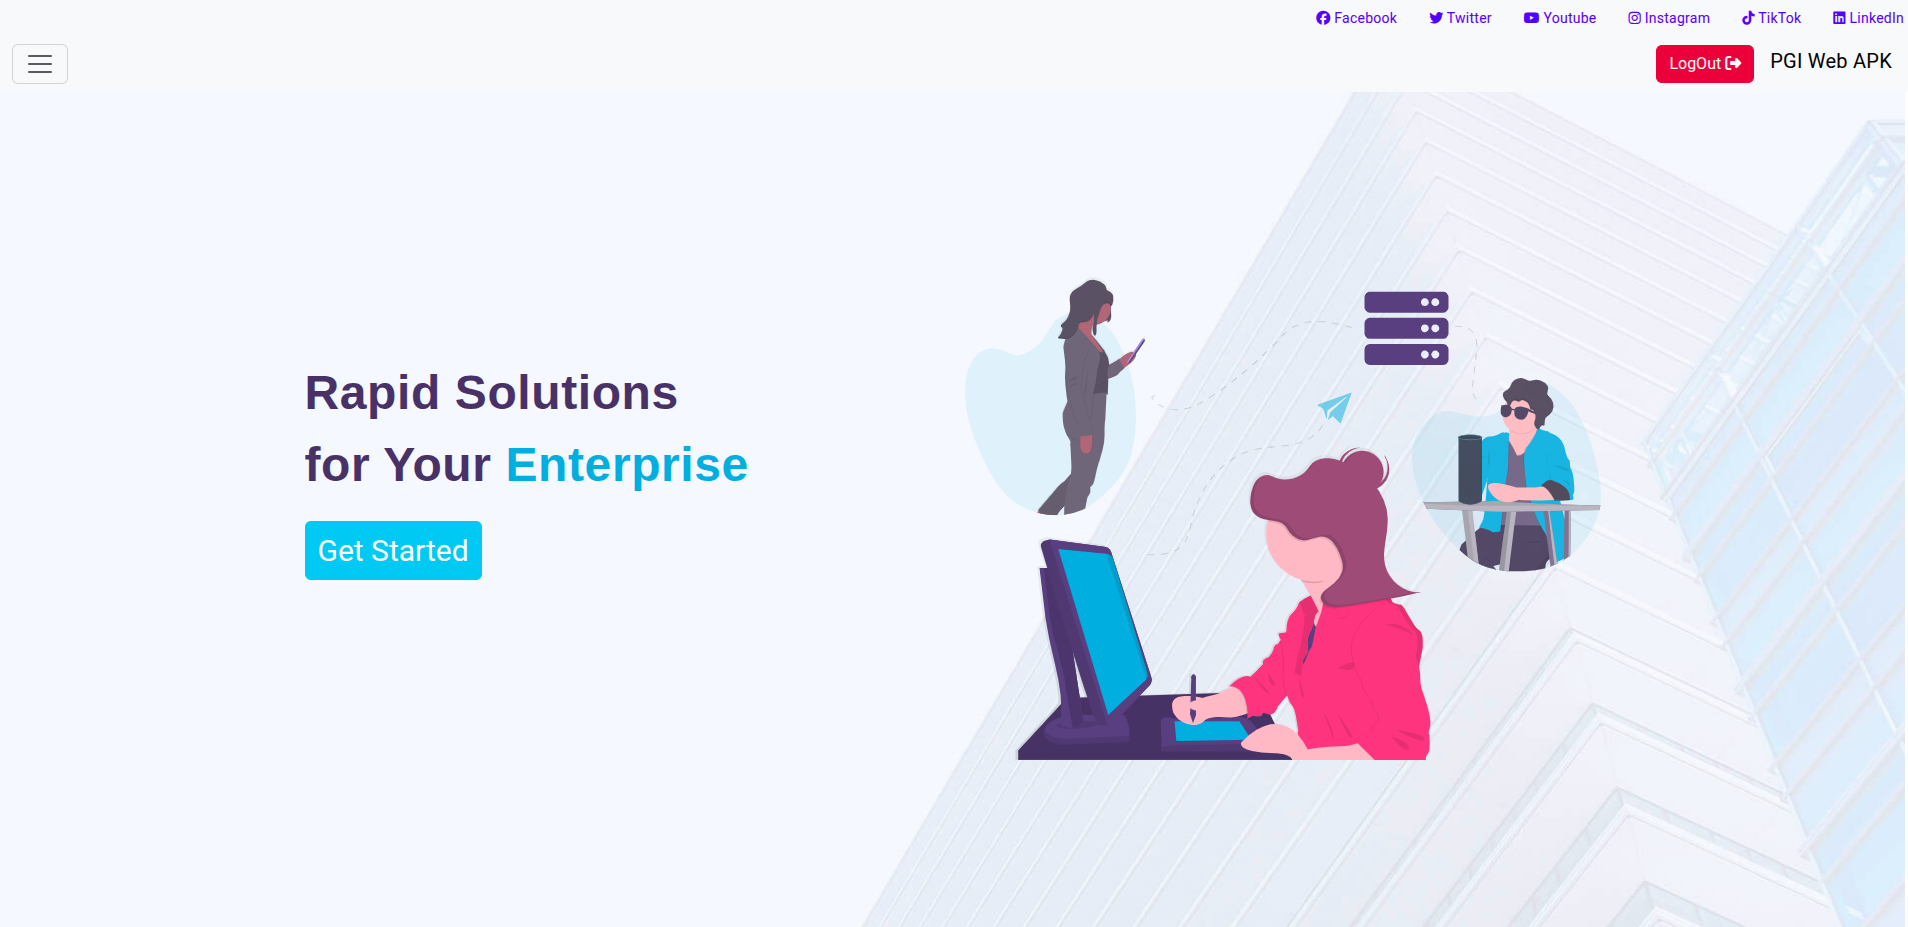 Facebook Twitter Youtube Instagram TikTok LinkedIn
LogOut PGI Web APK
Rapid Solutions
for Your Enterprise
Get Started